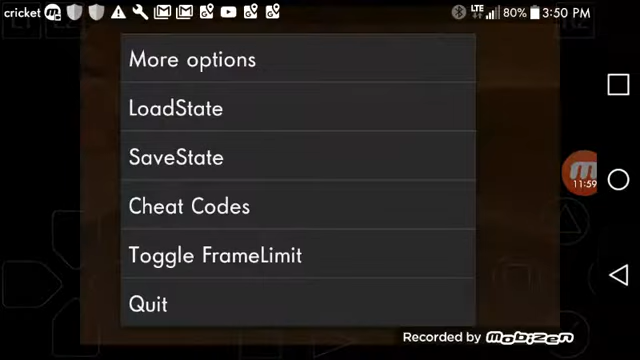 cricket 80% 3:50 PM
LTE
More options
LoadState
SaveState
Cheat Codes
11:59
Toggle FrameLimit
Quit
Recorded by mobizen